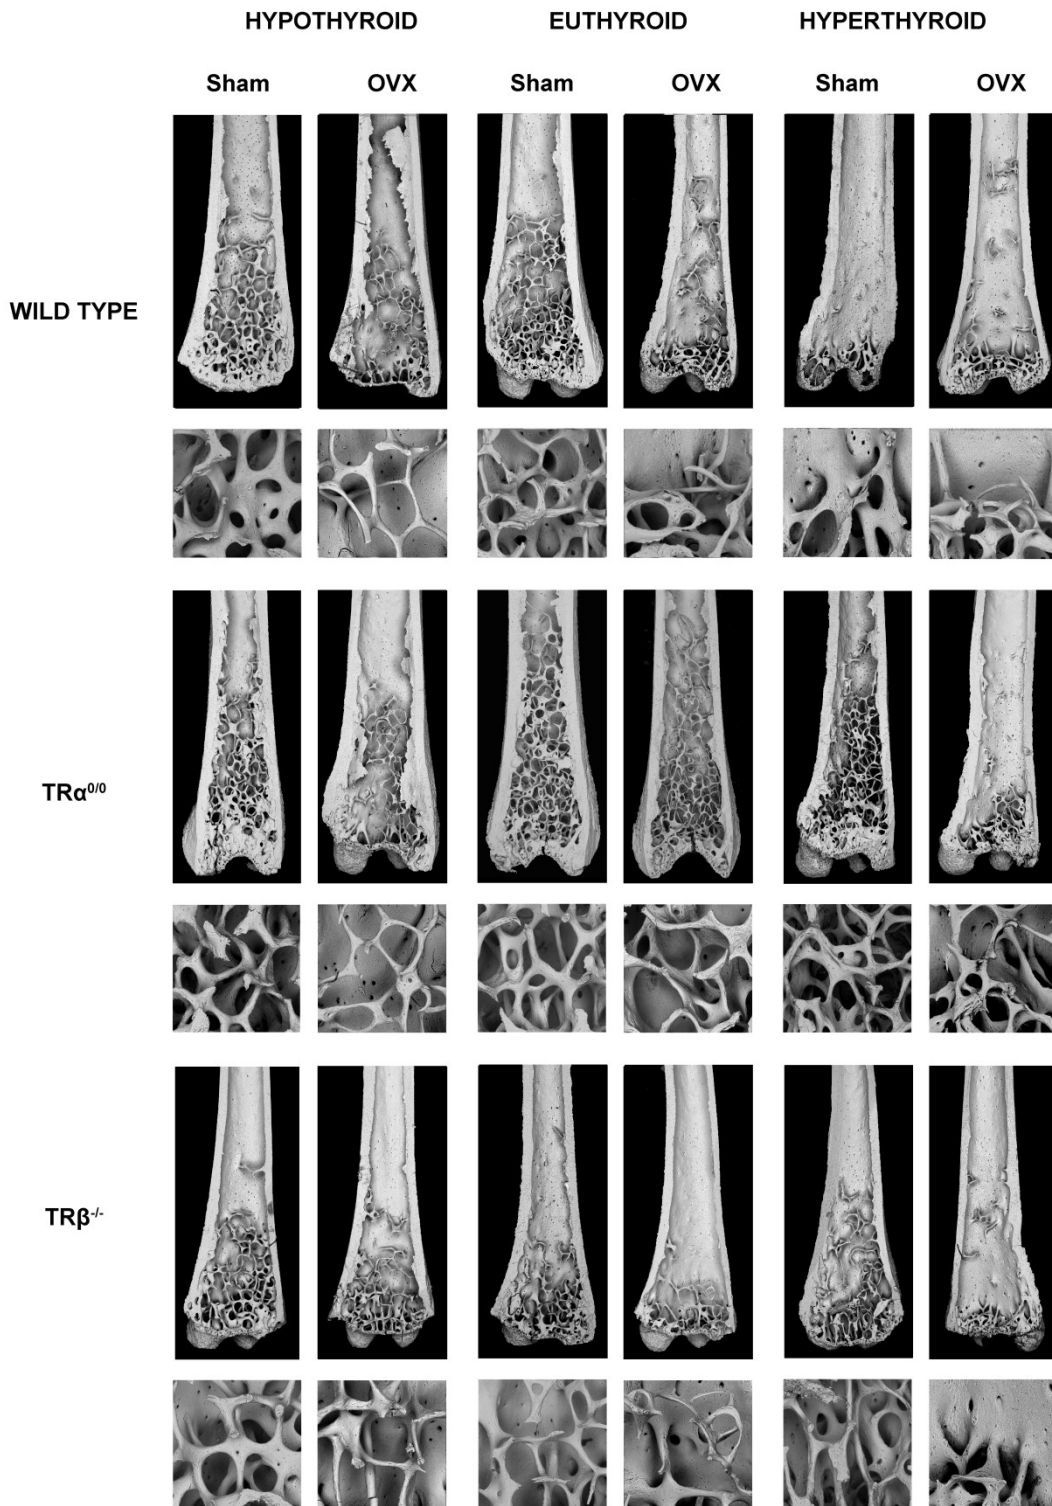 HYPOTHYROID EUTHYROID HYPERTHYROID
Sham OVX Sham OVX Sham OVX
WILD TYPE
TRα⁰/⁰
TRβ⁻/⁻